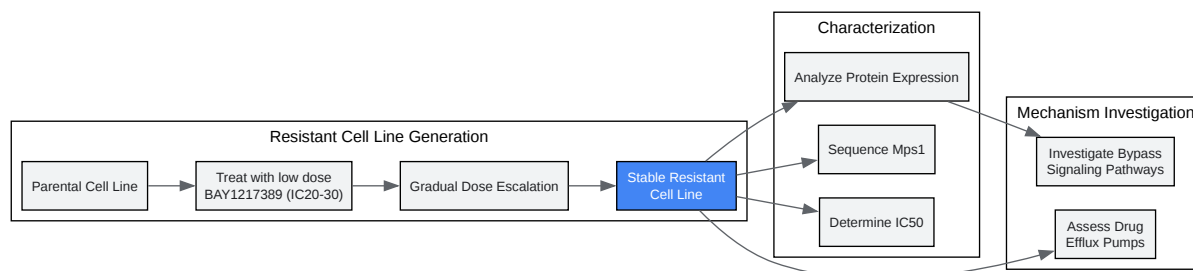 Characterization
Analyze Protein Expression
Mechanism Investigation
Resistant Cell Line Generation
Sequence Mps1
Investigate Bypass
Signaling Pathways
Parental Cell Line
Treat with low dose
BAY1217389 (IC20-30)
Gradual Dose Escalation
Stable Resistant
Cell Line
Determine IC50
Assess Drug
Efflux Pumps